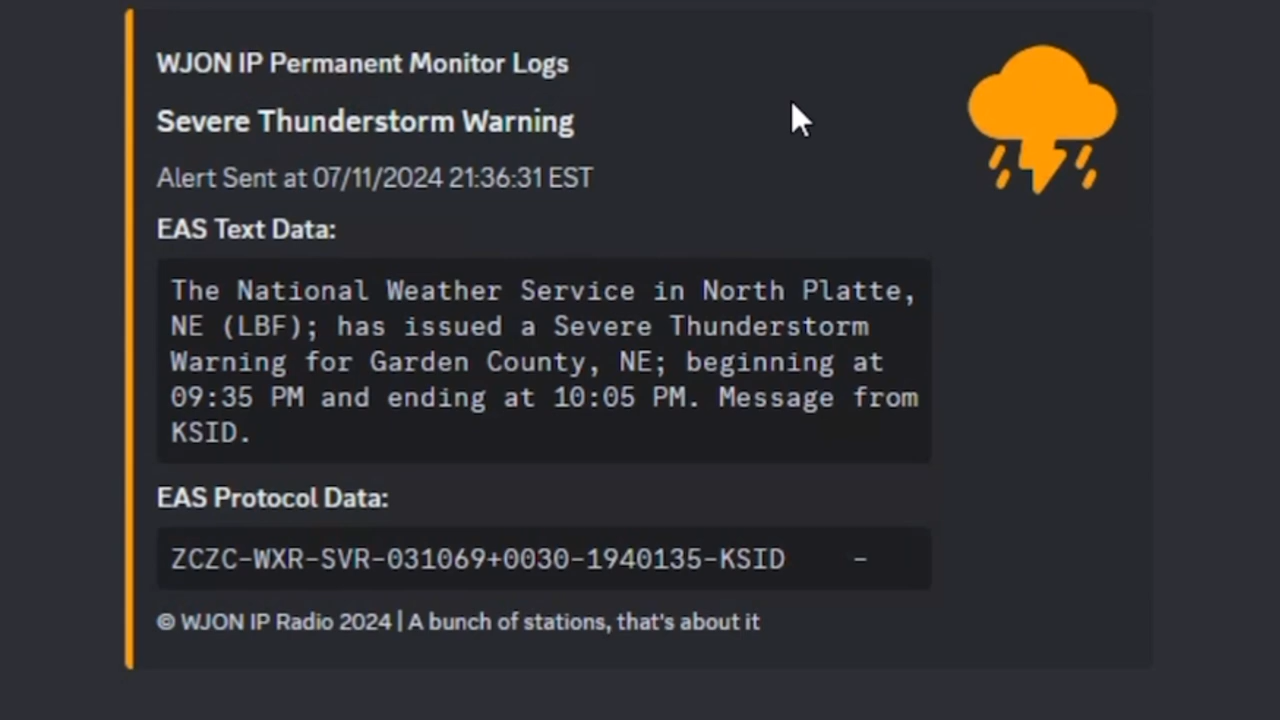 WJON IP Permanent Monitor Logs
Severe Thunderstorm Warning
Alert Sent at 07/11/2024 21:36:31 EST
EAS Text Data:
The National Weather Service in North Platte,
NE (LBF); has issued a Severe Thunderstorm
Warning for Garden County, NE; beginning at
09:35 PM and ending at 10:05 PM. Message from
KSID.
EAS Protocol Data:
ZCZC-WXR-SVR-031069+0030-1940135-KSID    -
© WJON IP Radio 2024 | A bunch of stations, that's about it